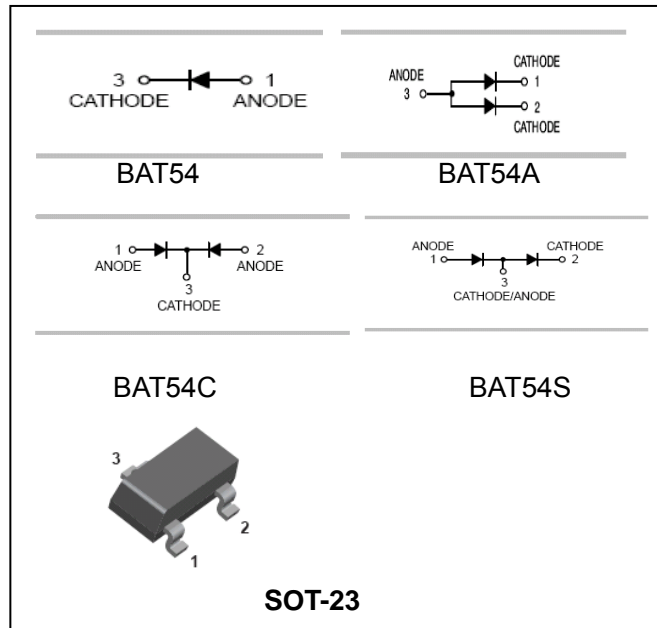 3 1
CATHODE ANODE
BAT54
CATHODE
ANODE
1
3
2
CATHODE
BAT54A
1 2
ANODE ANODE
3
CATHODE
BAT54C
ANODE CATHODE
1 2
3
CATHODE/ANODE
BAT54S
3
2
1
SOT-23